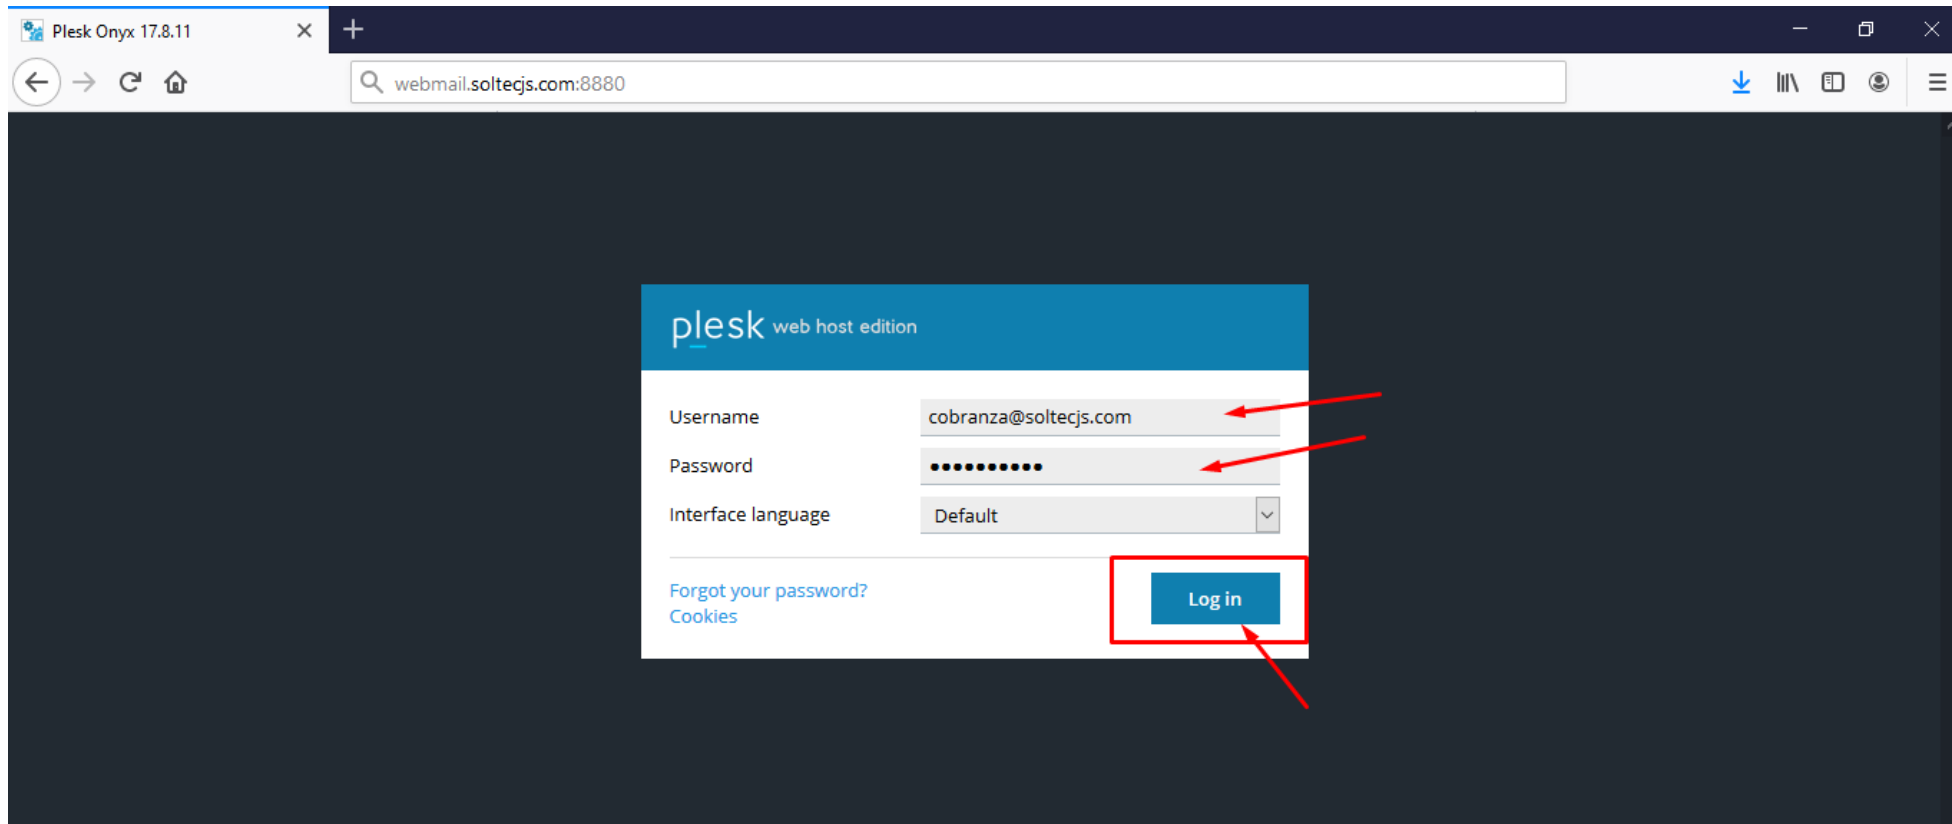 Plesk Onyx 17.8.11
webmail.soltecjs.com:8880
plesk web host edition
Username cobranza@soltecjs.com
Password ●●●●●●●●●●
Interface language Default
Forgot your password?
Log in
Cookies